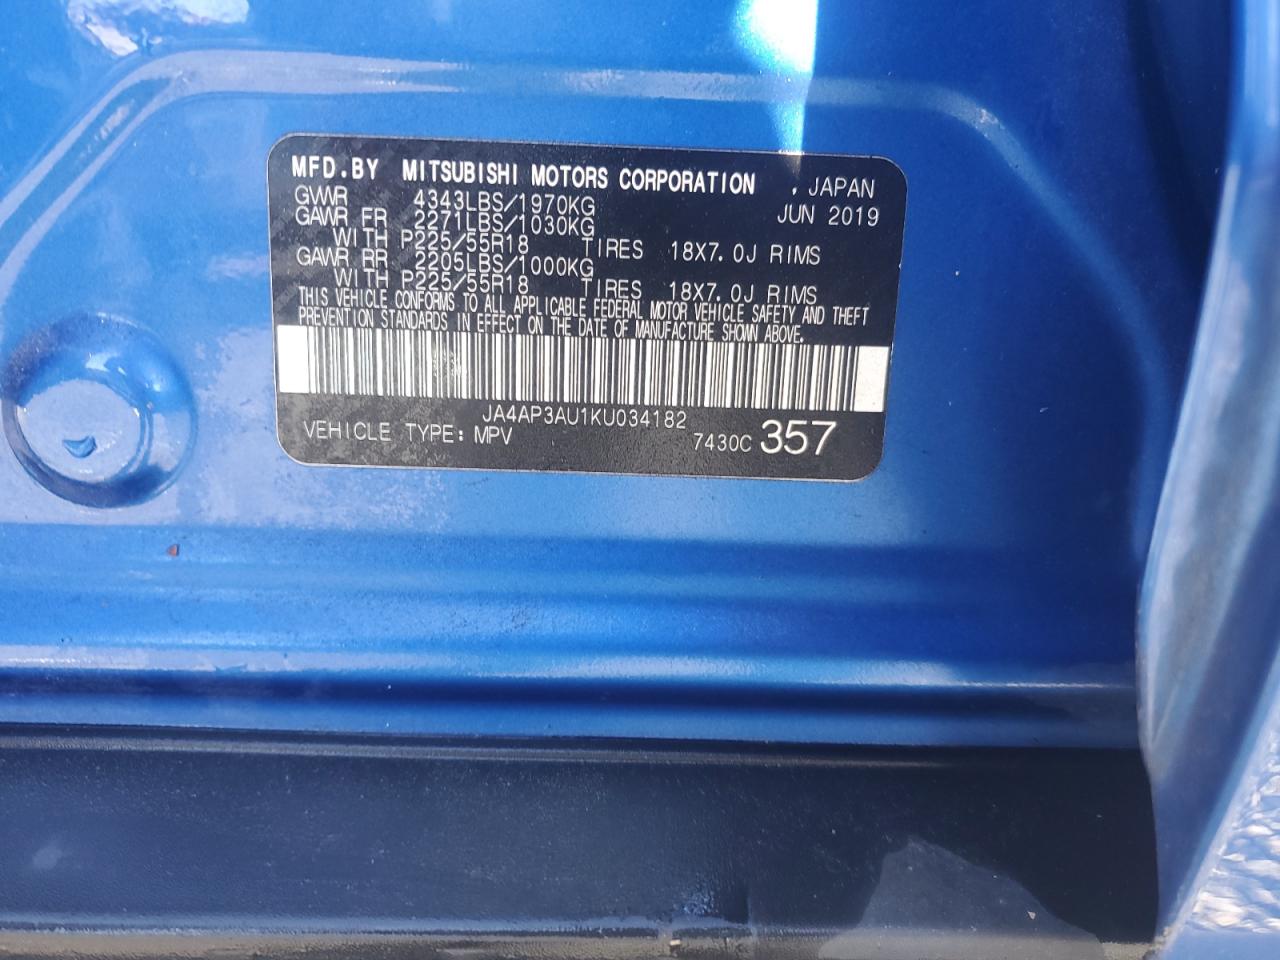 MFD.BY MITSUBISHI MOTORS CORPORATION , JAPAN
GVWR 4343LBS/1970KG JUN 2019
GAWR FR 2271LBS/1030KG
WITH P225/55R18 TIRES 18X7.0J RIMS
GAWR RR 2205LBS/1000KG
WITH P225/55R18 TIRES 18X7.0J RIMS
THIS VEHICLE CONFORMS TO ALL APPLICABLE FEDERAL MOTOR VEHICLE SAFETY AND THEFT
PREVENTION STANDARDS IN EFFECT ON THE DATE OF MANUFACTURE SHOWN ABOVE.
JA4AP3AU1KU034182
VEHICLE TYPE: MPV 7430C 357